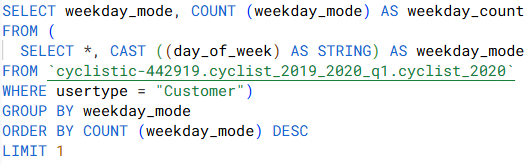 SELECT weekday_mode, COUNT (weekday_mode) AS weekday_count
FROM (
SELECT *, CAST ((day_of_week) AS STRING) AS weekday_mode
FROM `cyclistic-442919.cyclist_2019_2020_q1.cyclist_2020`
WHERE usertype = "Customer")
GROUP BY weekday_mode
ORDER BY COUNT (weekday_mode) DESC
LIMIT 1